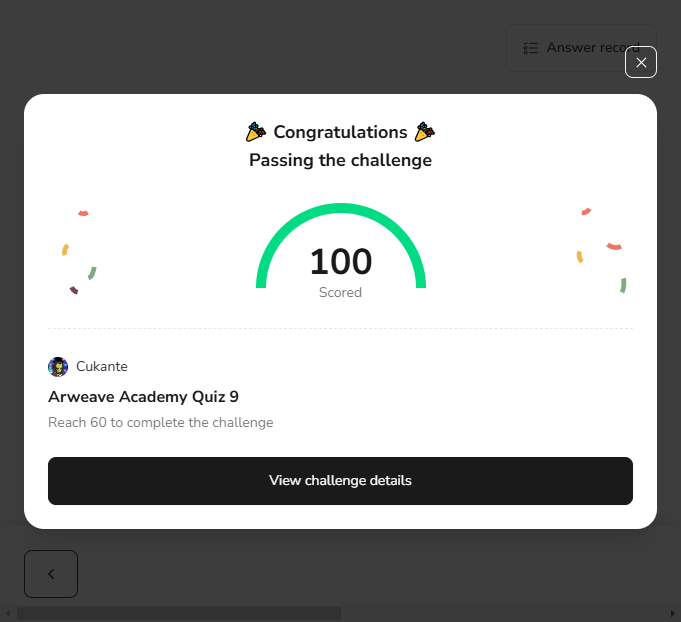 Answer record
Congratulations
Passing the challenge
100
Scored
Cukante
Arweave Academy Quiz 9
Reach 60 to complete the challenge
View challenge details